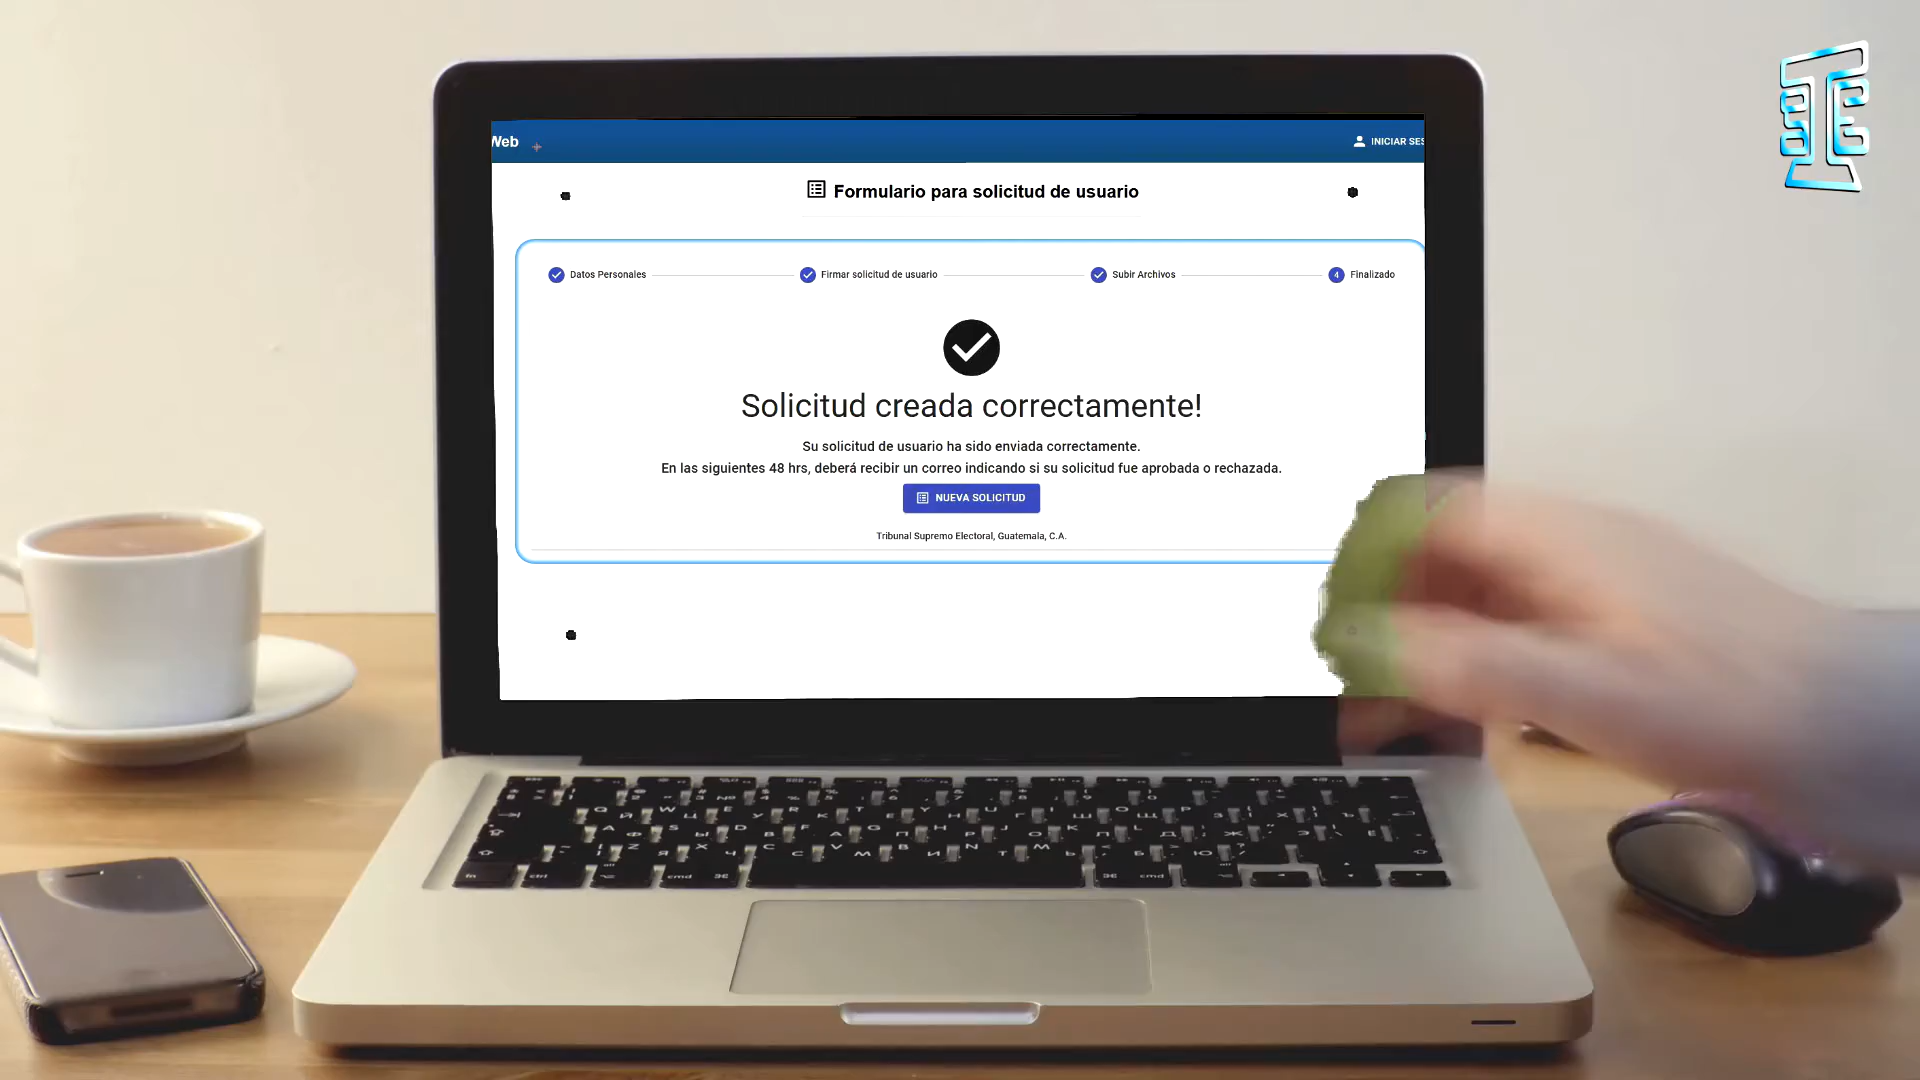 Web
INICIAR SES
Formulario para solicitud de usuario
Datos Personales
Firmar solicitud de usuario
Subir Archivos
4 Finalizado
Solicitud creada correctamente!
Su solicitud de usuario ha sido enviada correctamente.
En las siguientes 48 hrs, deberá recibir un correo indicando si su solicitud fue aprobada o rechazada.
NUEVA SOLICITUD
Tribunal Supremo Electoral, Guatemala, C.A.